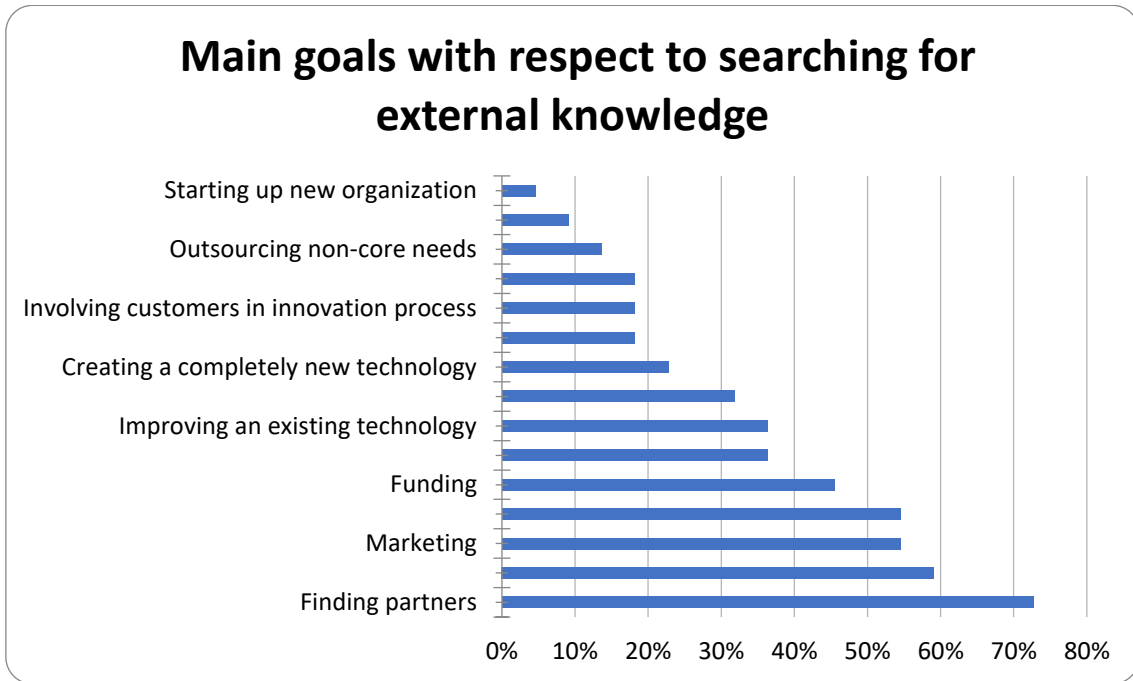 Main goals with respect to searching for
external knowledge
Starting up new organization
Outsourcing non-core needs
Involving customers in innovation process
Creating a completely new technology
Improving an existing technology
Funding
Marketing
Finding partners
0% 10% 20% 30% 40% 50% 60% 70% 80%